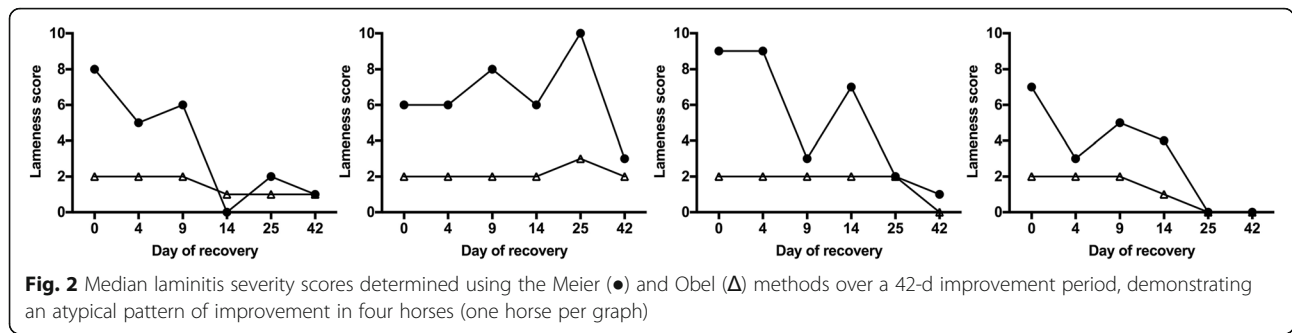 10
8
6
4
2
0
Lameness score
0 4 9 14 25 42
Day of recovery
10
8
6
4
2
0
Lameness score
0 4 9 14 25 42
Day of recovery
10
8
6
4
2
0
Lameness score
0 4 9 14 25 42
Day of recovery
10
8
6
4
2
0
Lameness score
0 4 9 14 25 42
Day of recovery
Fig. 2 Median laminitis severity scores determined using the Meier (●) and Obel (Δ) methods over a 42-d improvement period, demonstrating
an atypical pattern of improvement in four horses (one horse per graph)